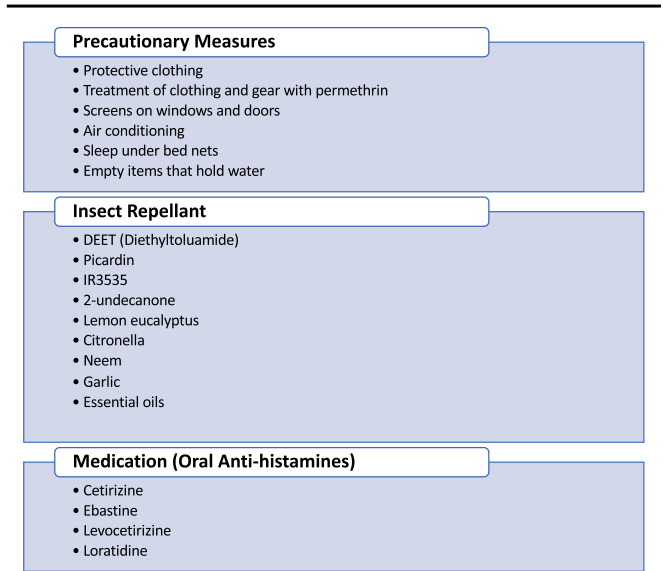 Precautionary Measures
• Protective clothing
• Treatment of clothing and gear with permethrin
• Screens on windows and doors
• Air conditioning
• Sleep under bed nets
• Empty items that hold water
Insect Repellant
• DEET (Diethyltoluamide)
• Picardin
• IR3535
• 2-undecanone
• Lemon eucalyptus
• Citronella
• Neem
• Garlic
• Essential oils
Medication (Oral Anti-histamines)
• Cetirizine
• Ebastine
• Levocetirizine
• Loratidine